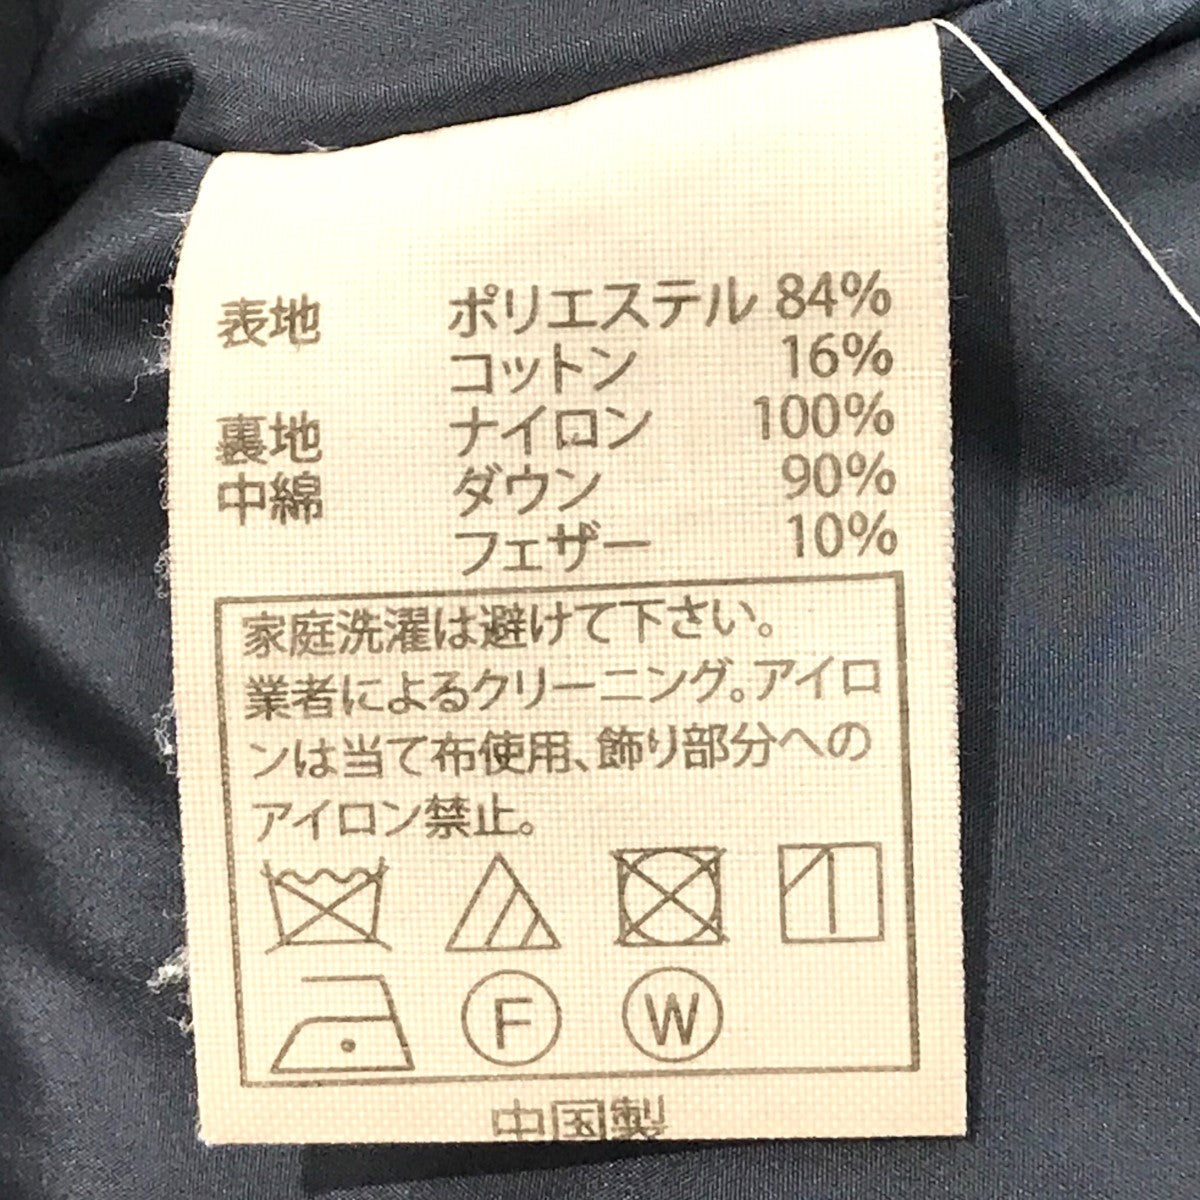 表地 ポリエステル 84%
コットン 16%
裏地 ナイロン 100%
中綿 ダウン 90%
フェザー 10%
家庭洗濯は避けて下さい。
業者によるクリーニング。アイロ
ンは当て布使用、飾り部分への
アイロン禁止。
F W
中国製